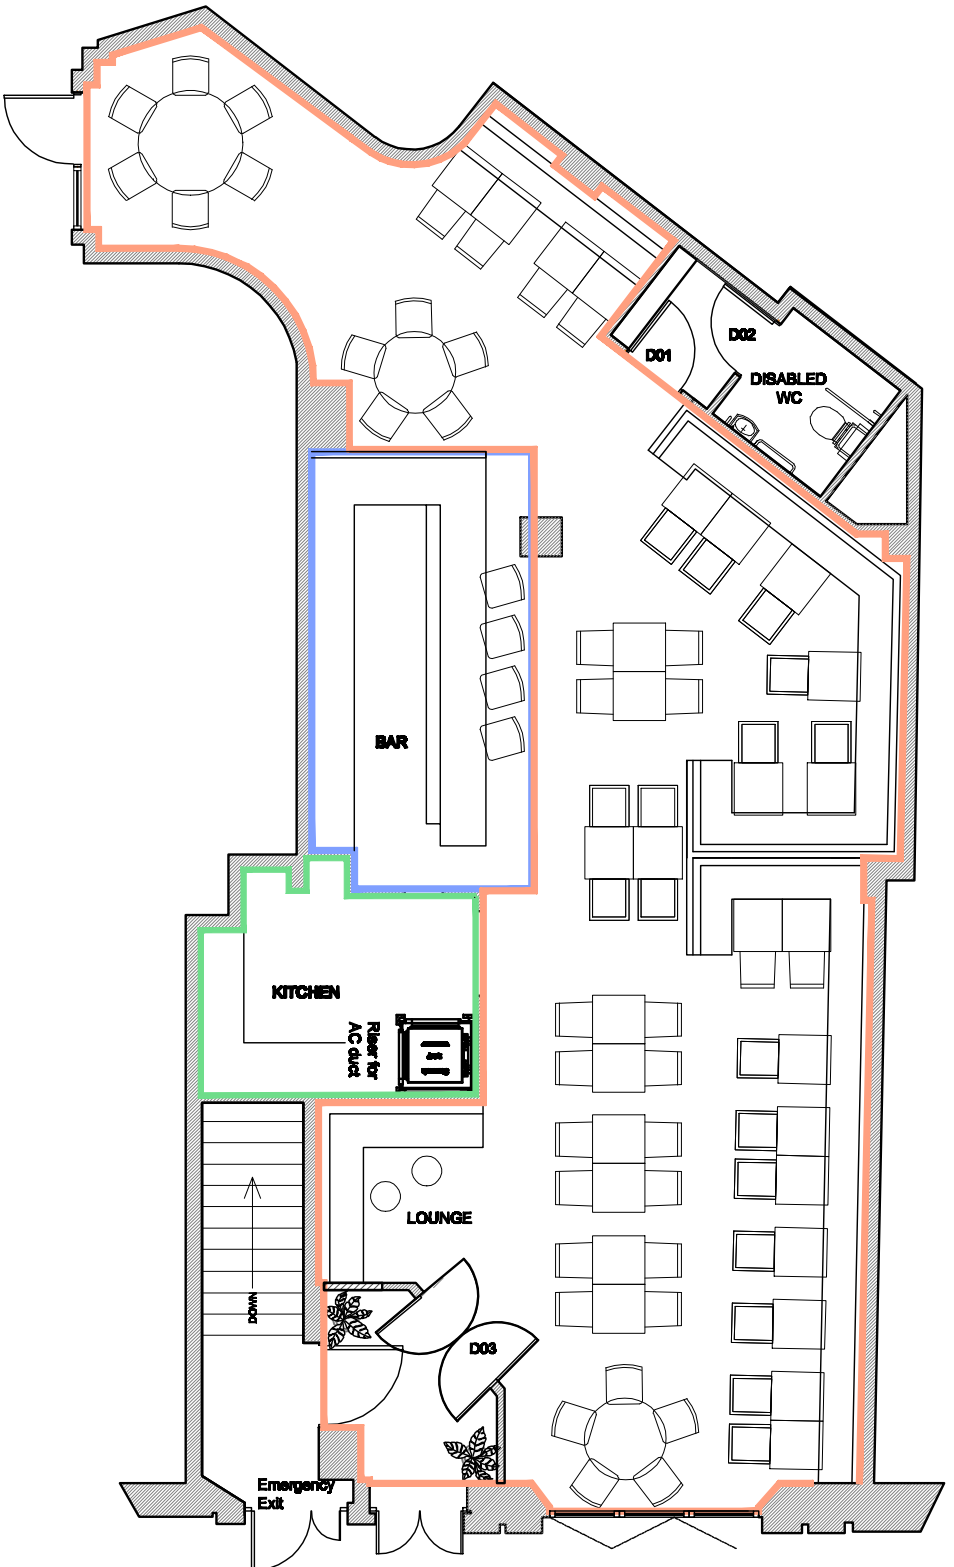 D02
D01
DISABLED
WC
BAR
KITCHEN
Riser for
AC duct
LOUNGE
DOWN
D03
Emergency
Exit